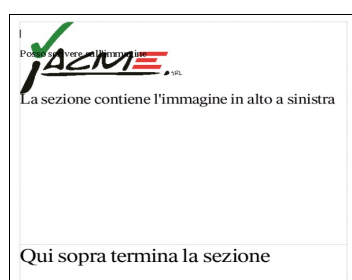 Posso scrivere sull'immagine
ACME
SRL
La sezione contiene l'immagine in alto a sinistra
Qui sopra termina la sezione